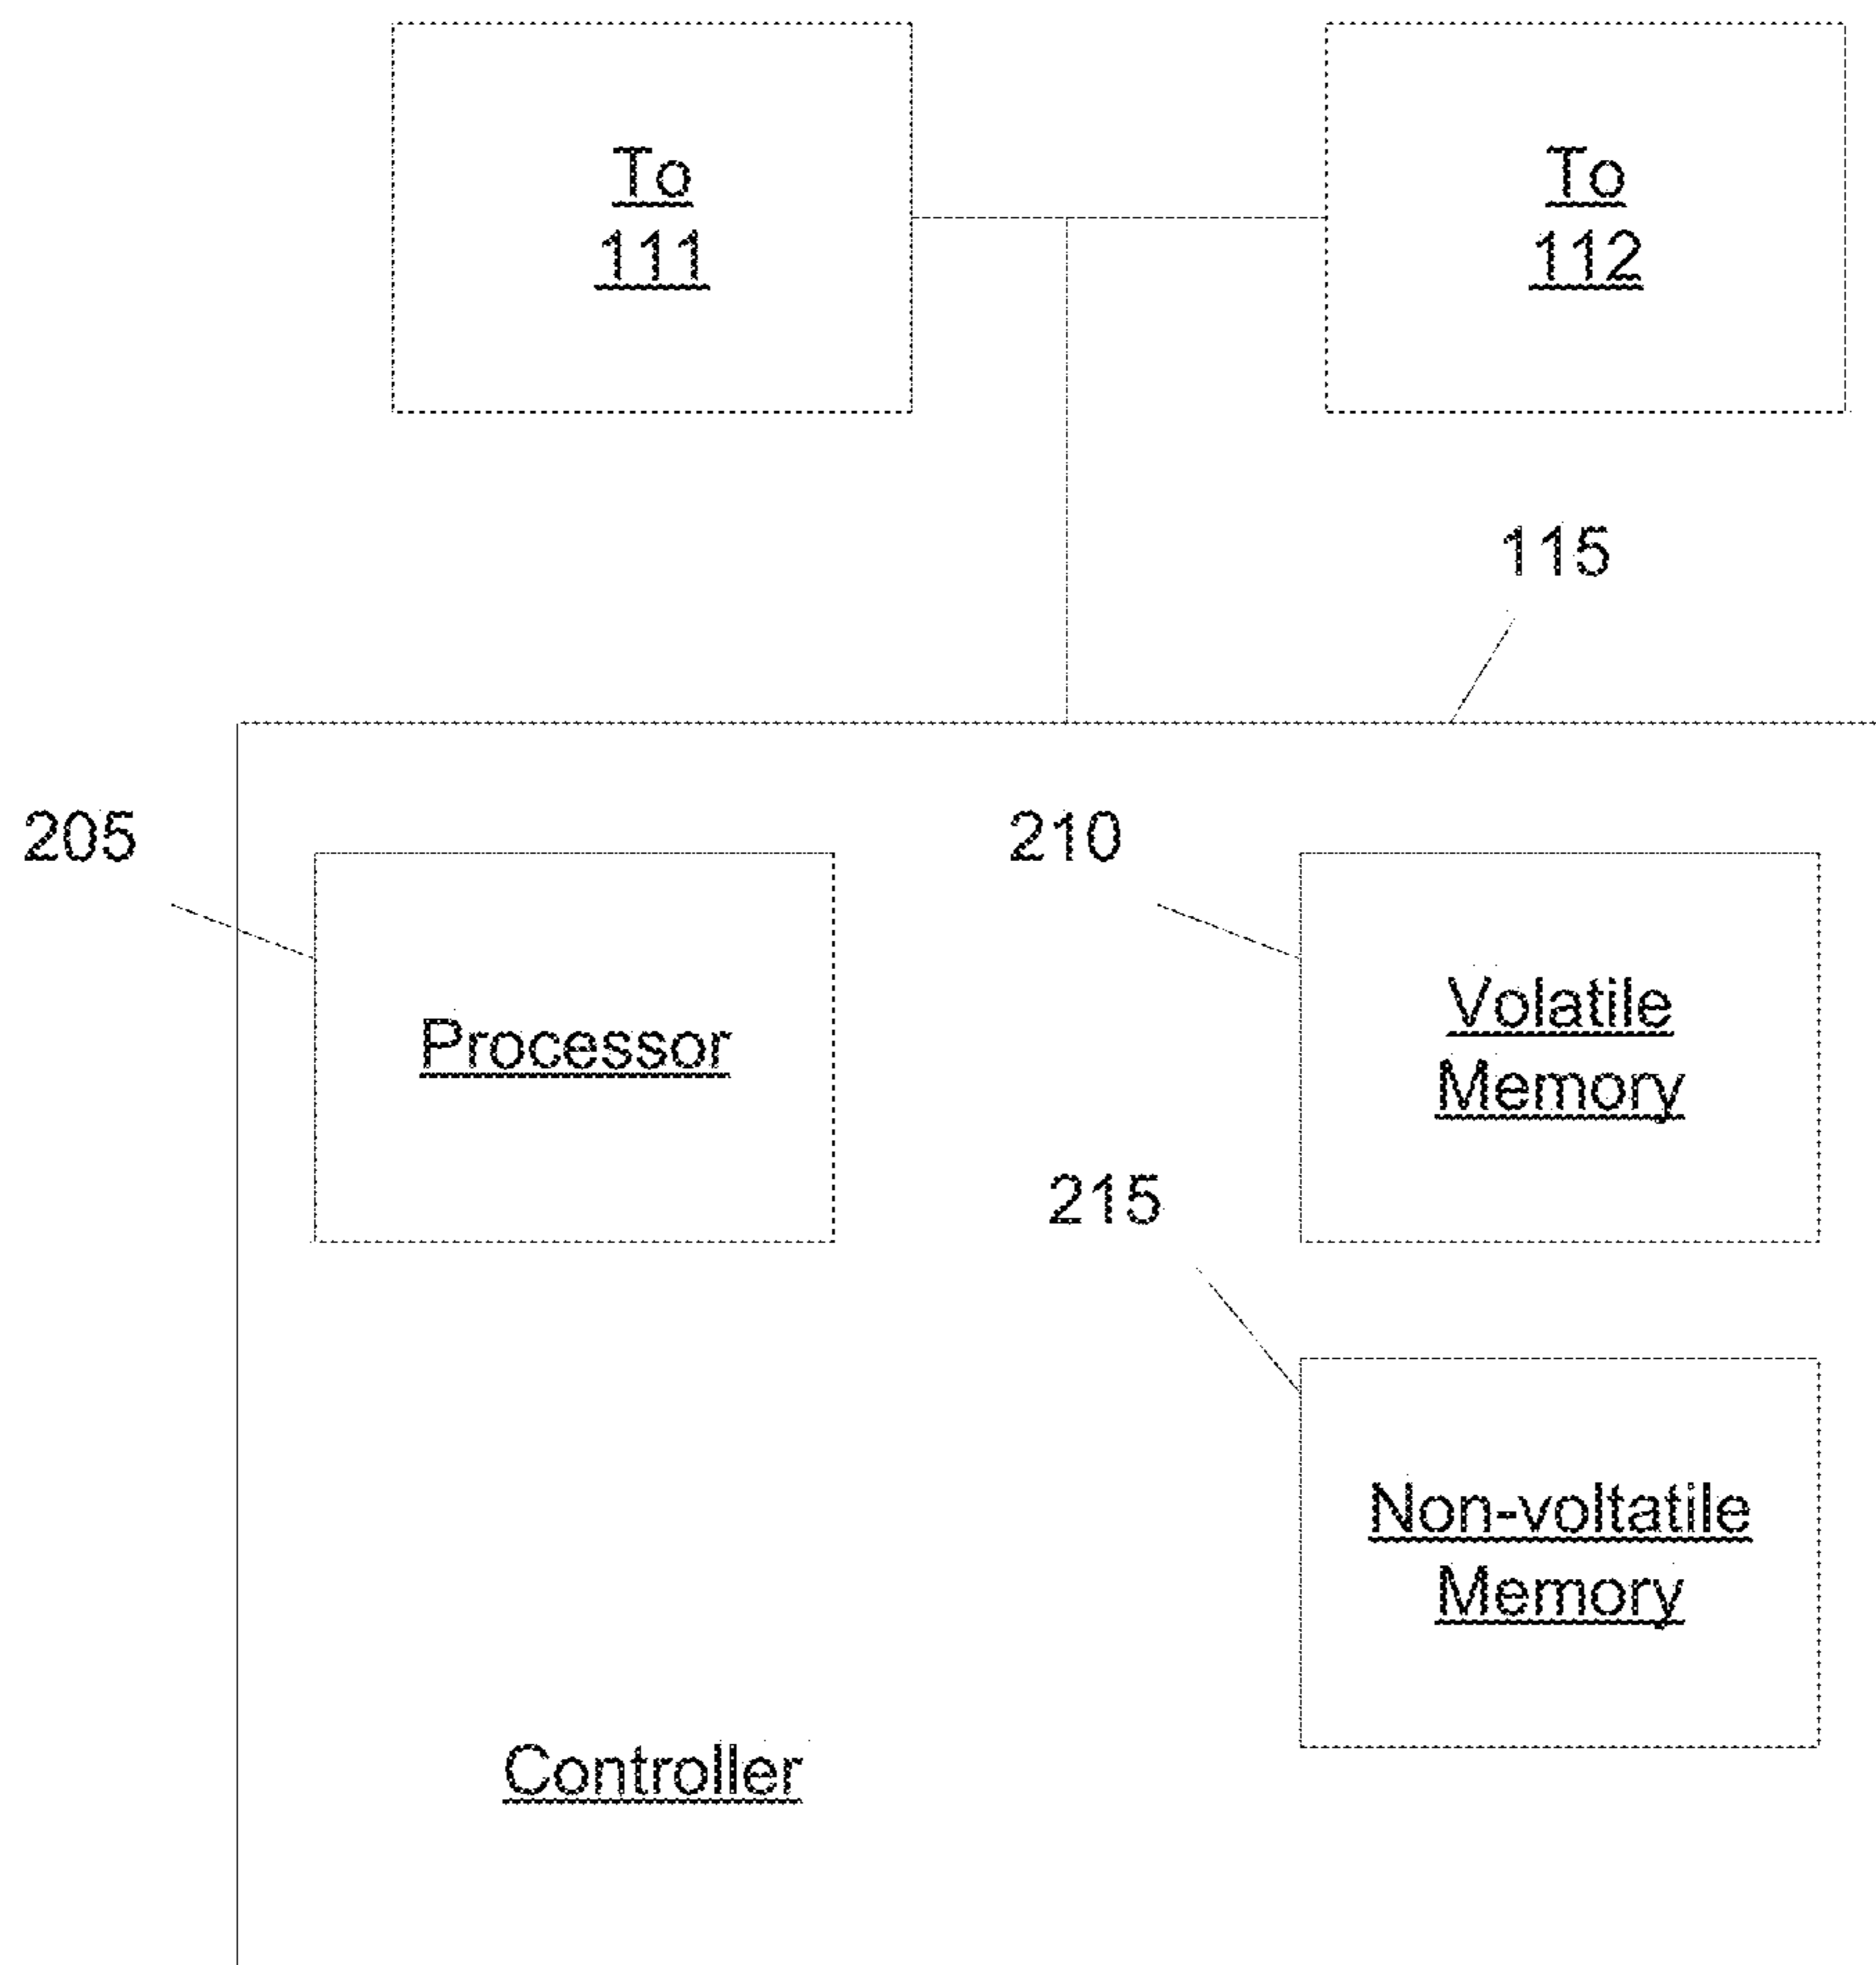 To
111
To
112
115
205
210
Processor
Volatile
Memory
215
Non-voltatile
Memory
Controller